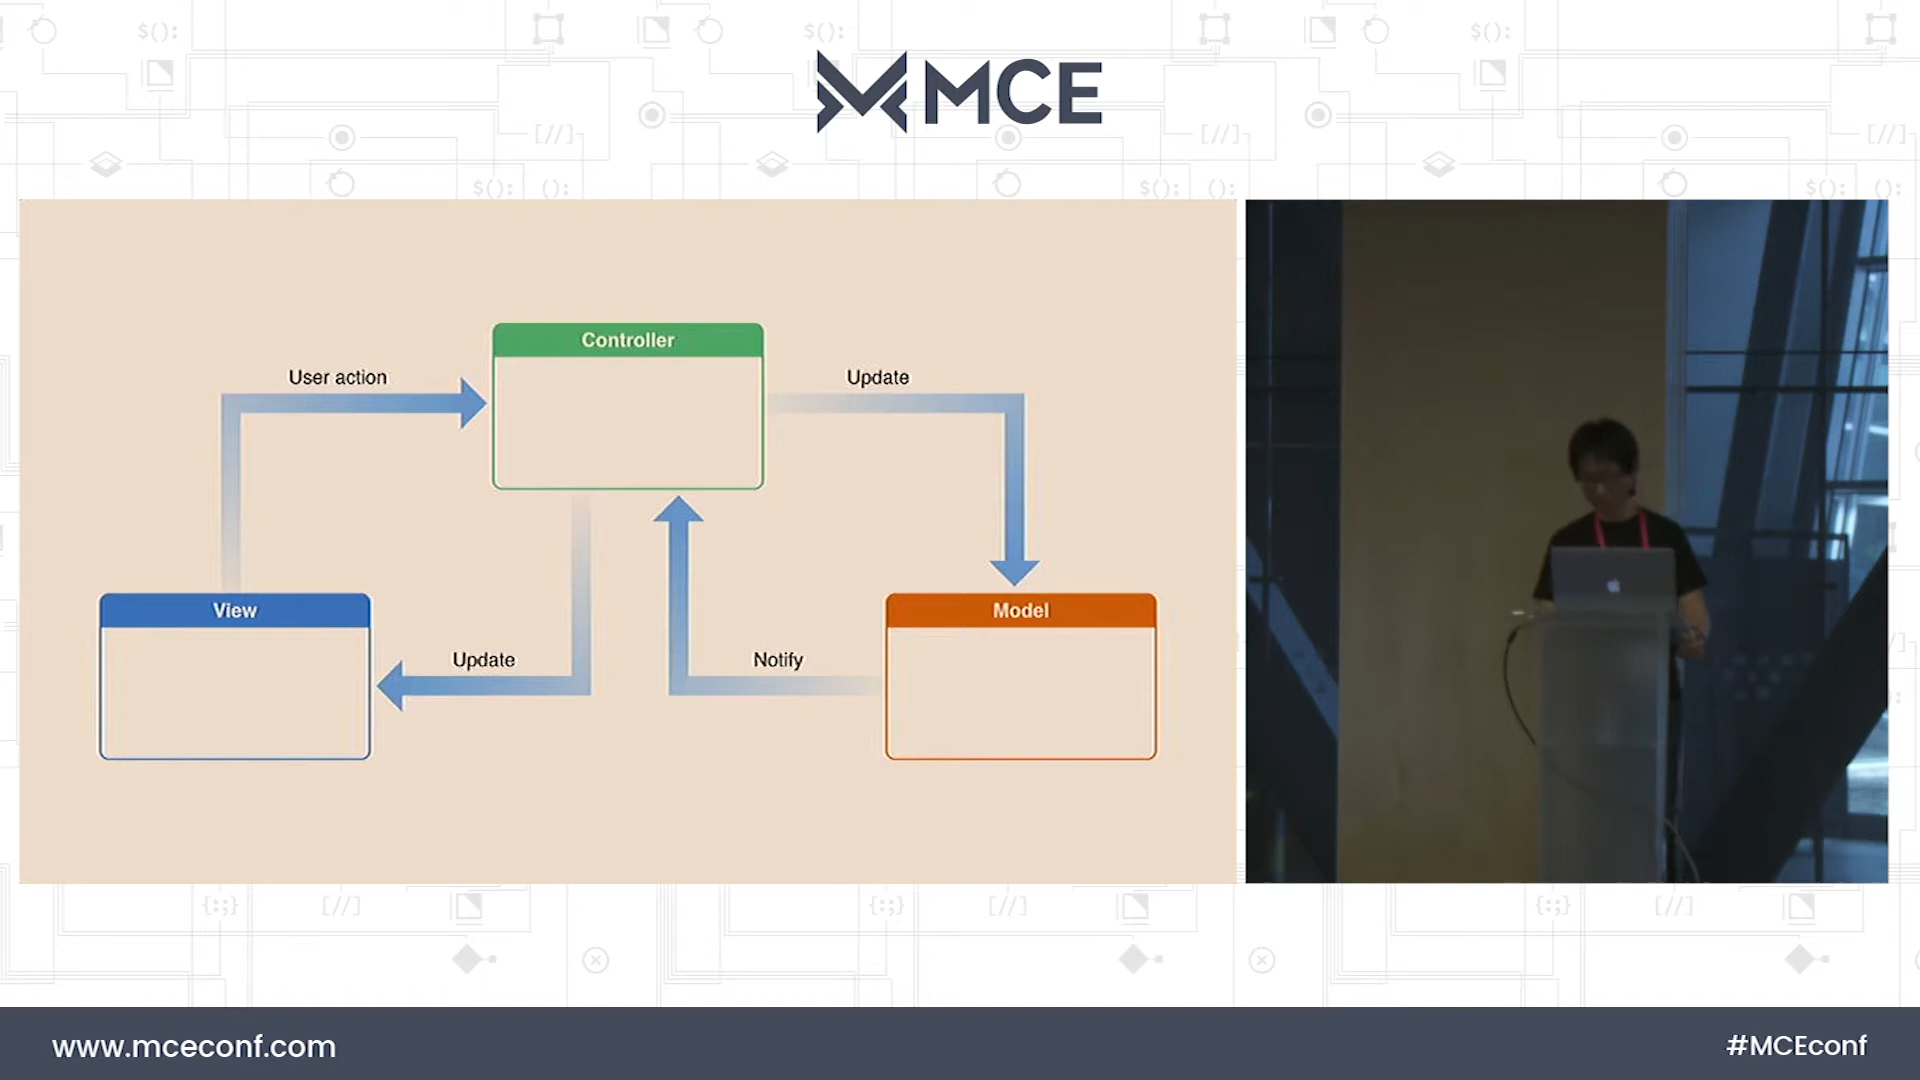 MCE
Controller
User action
Update
View
Model
Update
Notify
www.mceconf.com
#MCEconf